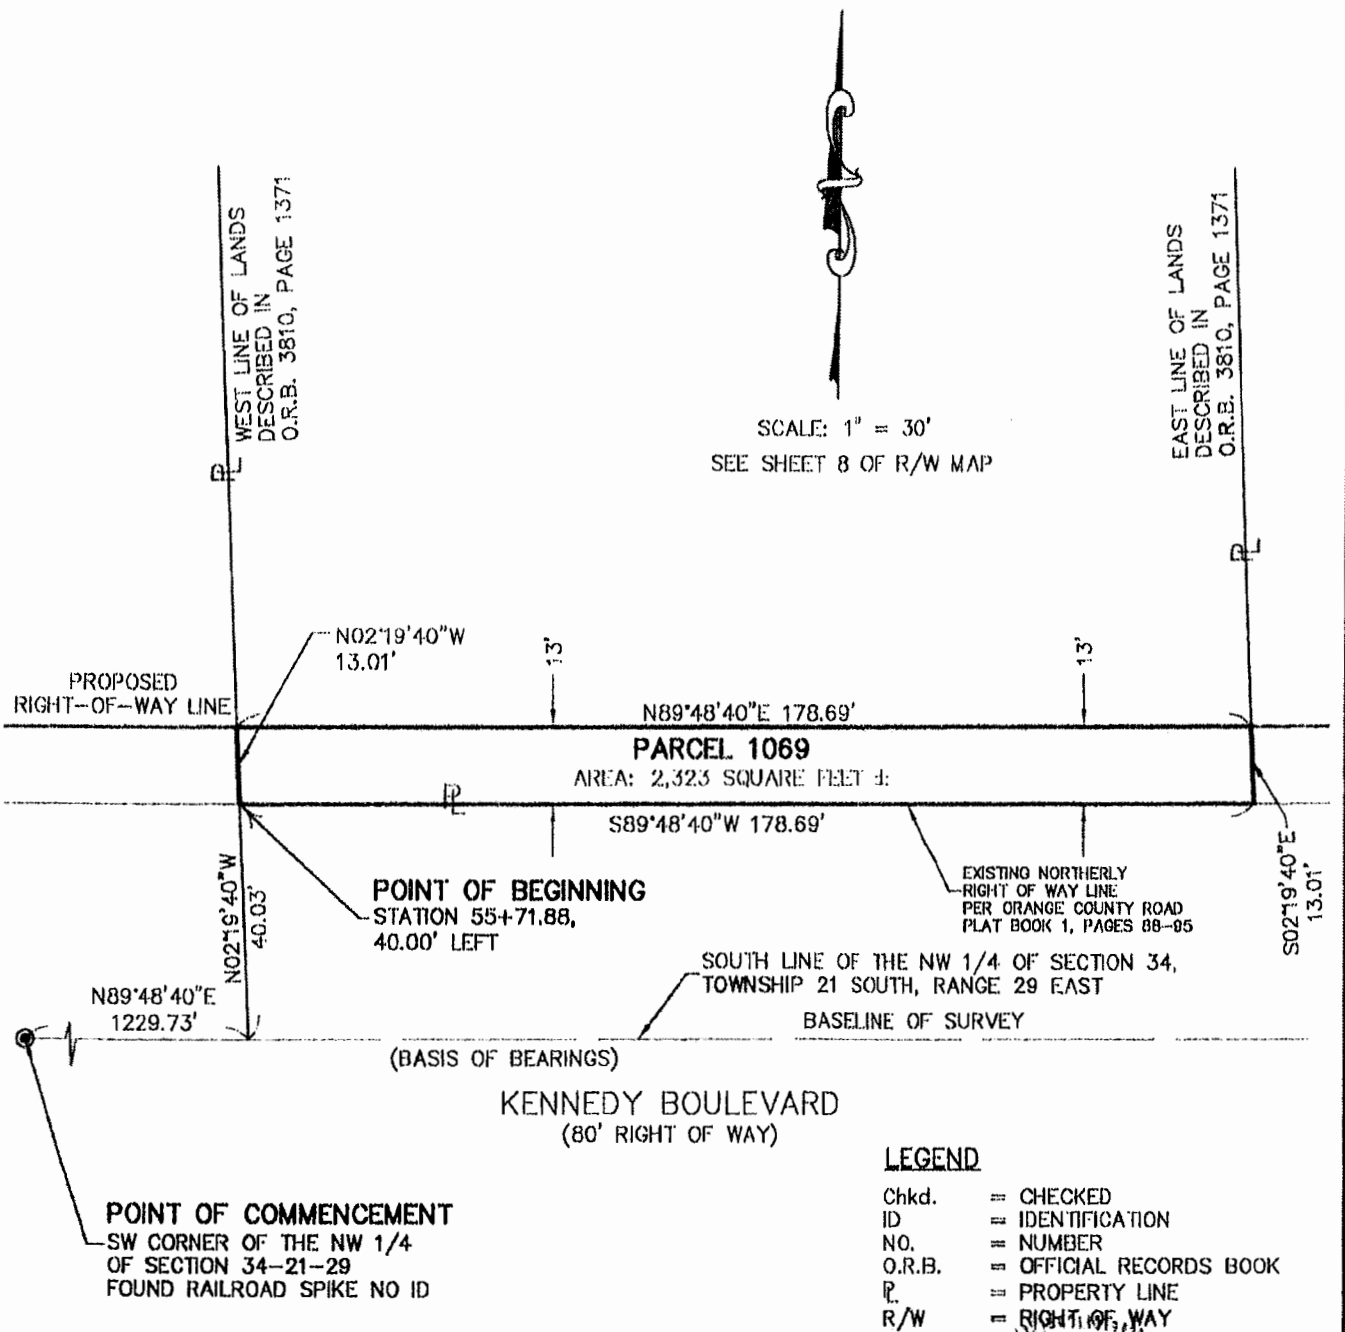 WEST LINE OF LANDS
DESCRIBED IN
O.R.B. 3810, PAGE 1371
EAST LINE OF LANDS
DESCRIBED IN
O.R.B. 3810, PAGE 1371
SCALE: 1" = 30'
SEE SHEET 8 OF R/W MAP
PL
PL
N02°19'40"W
13.01'
13'
13'
PROPOSED
RIGHT-OF-WAY LINE
N89°48'40"E 178.69'
PARCEL 1069
AREA: 2,323 SQUARE FEET ±
PL
S89°48'40"W 178.69'
POINT OF BEGINNING
STATION 55+71.88,
40.00' LEFT
EXISTING NORTHERLY
RIGHT OF WAY LINE
PER ORANGE COUNTY ROAD
PLAT BOOK 1, PAGES 88-95
S02°19'40"E
13.01'
N02°19'40"W
40.03'
SOUTH LINE OF THE NW 1/4 OF SECTION 34,
TOWNSHIP 21 SOUTH, RANGE 29 EAST
N89°48'40"E
1229.73'
BASELINE OF SURVEY
(BASIS OF BEARINGS)
KENNEDY BOULEVARD
(80' RIGHT OF WAY)
POINT OF COMMENCEMENT
SW CORNER OF THE NW 1/4
OF SECTION 34-21-29
FOUND RAILROAD SPIKE NO ID
LEGEND
Chkd. = CHECKED
ID = IDENTIFICATION
NO. = NUMBER
O.R.B. = OFFICIAL RECORDS BOOK
PL = PROPERTY LINE
R/W = RIGHT OF WAY